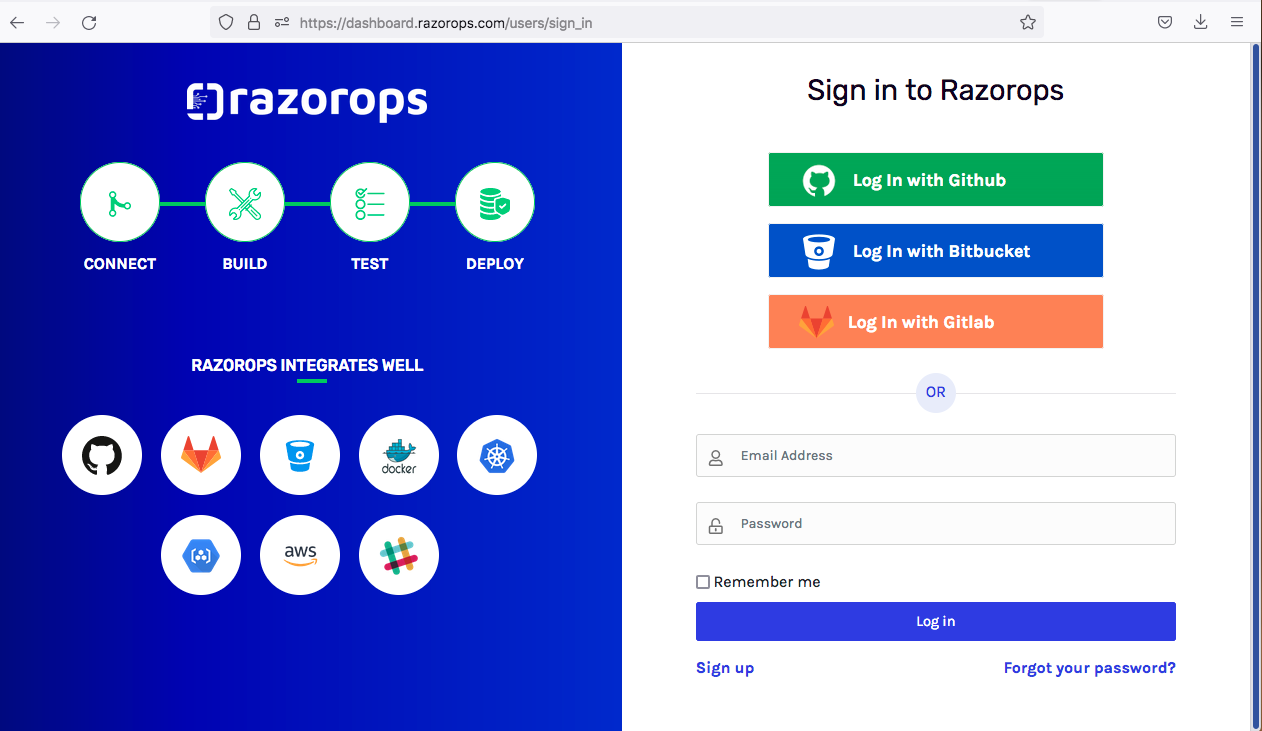 https://dashboard.razorops.com/users/sign_in
razorops
CONNECT
BUILD
TEST
DEPLOY
RAZOROPS INTEGRATES WELL
docker
aws
Sign in to Razorops
Log In with Github
Log In with Bitbucket
Log In with Gitlab
OR
Email Address
Password
Remember me
Log in
Sign up
Forgot your password?